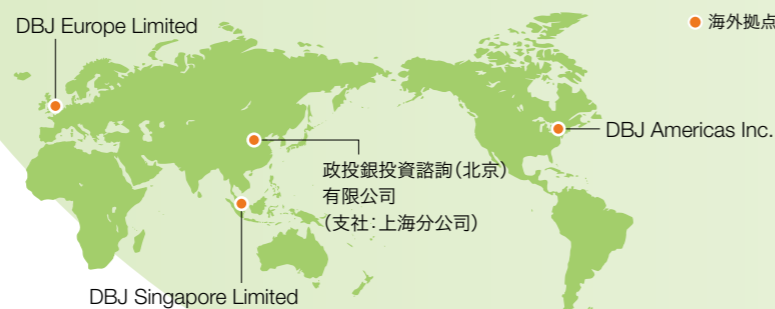 DBJ Europe Limited
海外拠点
DBJ Americas Inc.
政投銀投資諮詢(北京)
有限公司
(支社:上海分公司)
DBJ Singapore Limited